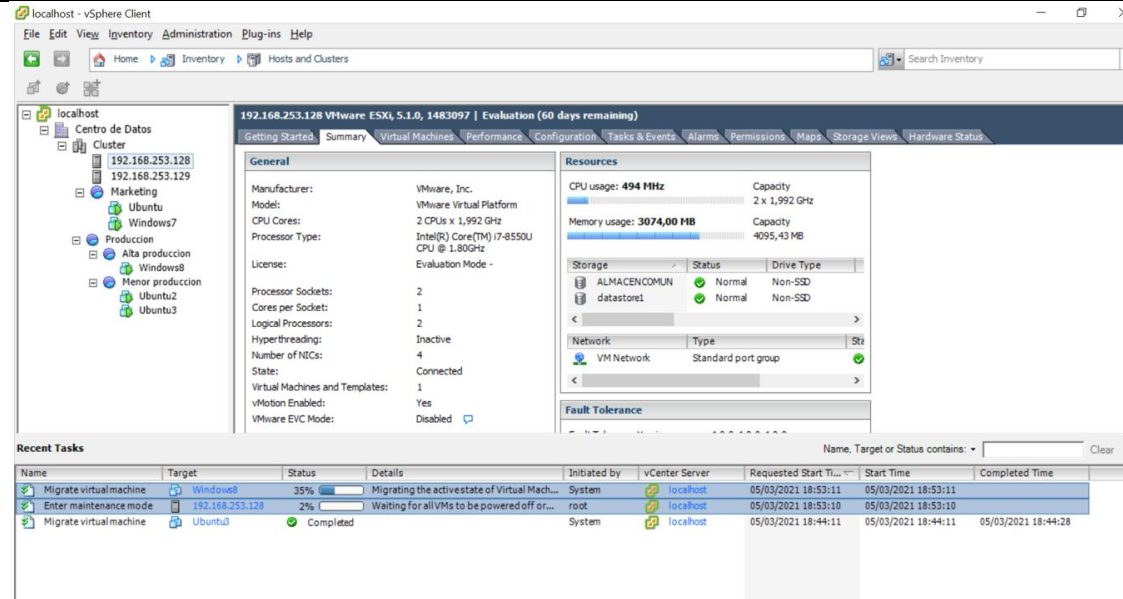 localhost - vSphere Client
File Edit View Inventory Administration Plug-ins Help
Home Inventory Hosts and Clusters
Search Inventory
localhost
Centro de Datos
Cluster
192.168.253.128
192.168.253.129
Marketing
Ubuntu
Windows7
Produccion
Alta produccion
Windows8
Menor produccion
Ubuntu2
Ubuntu3
192.168.253.128 VMware ESXi, 5.1.0, 1483097 | Evaluation (60 days remaining)
Getting Started Summary Virtual Machines Performance Configuration Tasks & Events Alarms Permissions Maps Storage Views Hardware Status
General
Manufacturer: VMware, Inc.
Model: VMware Virtual Platform
CPU Cores: 2 CPUs x 1,992 GHz
Processor Type: Intel(R) Core(TM) i7-8550U
CPU @ 1.80GHz
License: Evaluation Mode -
Processor Sockets: 2
Cores per Socket: 1
Logical Processors: 2
Hyperthreading: Inactive
Number of NICs: 4
State: Connected
Virtual Machines and Templates: 1
vMotion Enabled: Yes
VMware EVC Mode: Disabled
Resources
CPU usage: 494 MHz Capacity
2 x 1,992 GHz
Memory usage: 3074,00 MB Capacity
4095,43 MB
Storage Status Drive Type
ALMACENCOMUN Normal Non-SSD
datastore1 Normal Non-SSD
Network Type Sta
VM Network Standard port group
Fault Tolerance
Recent Tasks
Name, Target or Status contains: Clear
Name Target Status Details Initiated by vCenter Server Requested Start Ti... Start Time Completed Time
Migrate virtual machine Windows8 35% Migrating the active state of Virtual Mach... System localhost 05/03/2021 18:53:11 05/03/2021 18:53:11
Enter maintenance mode 192.168.253.128 2% Waiting for all VMs to be powered off or... root localhost 05/03/2021 18:53:10 05/03/2021 18:53:10
Migrate virtual machine Ubuntu3 Completed System localhost 05/03/2021 18:44:11 05/03/2021 18:44:11 05/03/2021 18:44:28